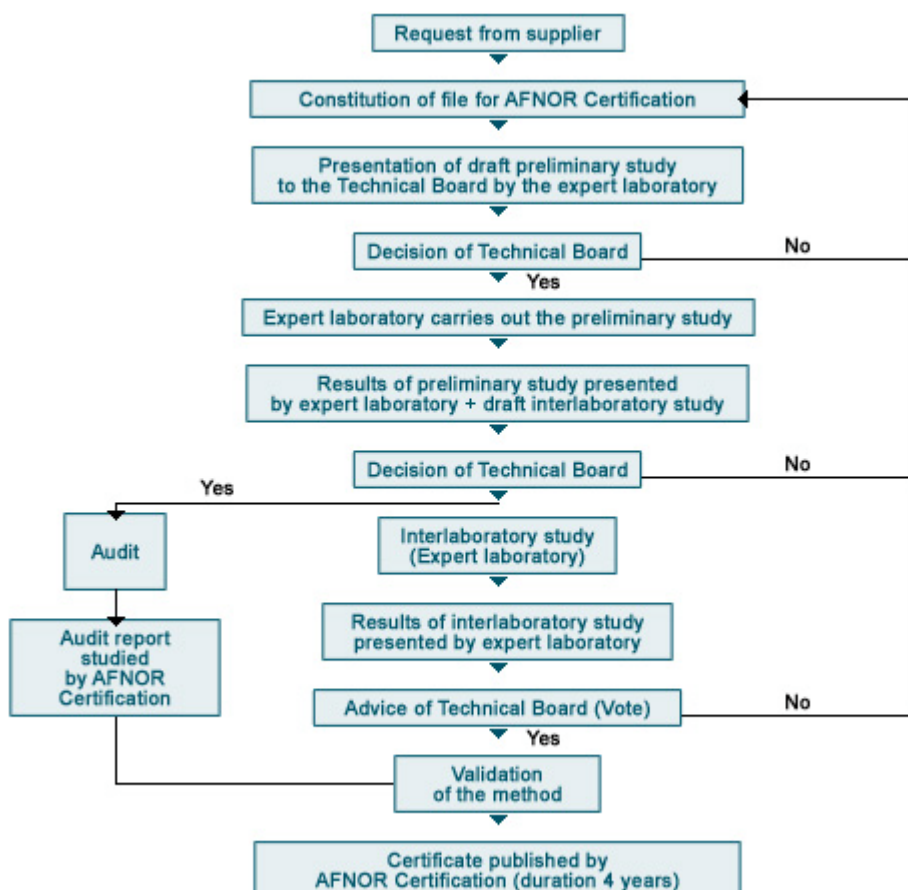 Request from supplier
Constitution of file for AFNOR Certification
Presentation of draft preliminary study
to the Technical Board by the expert laboratory
Decision of Technical Board
No
Yes
Expert laboratory carries out the preliminary study
Results of preliminary study presented
by expert laboratory + draft interlaboratory study
Decision of Technical Board
No
Yes
Audit
Interlaboratory study
(Expert laboratory)
Audit report
studied
by AFNOR
Certification
Results of interlaboratory study
presented by expert laboratory
Advice of Technical Board (Vote)
No
Yes
Validation
of the method
Certificate published by
AFNOR Certification (duration 4 years)